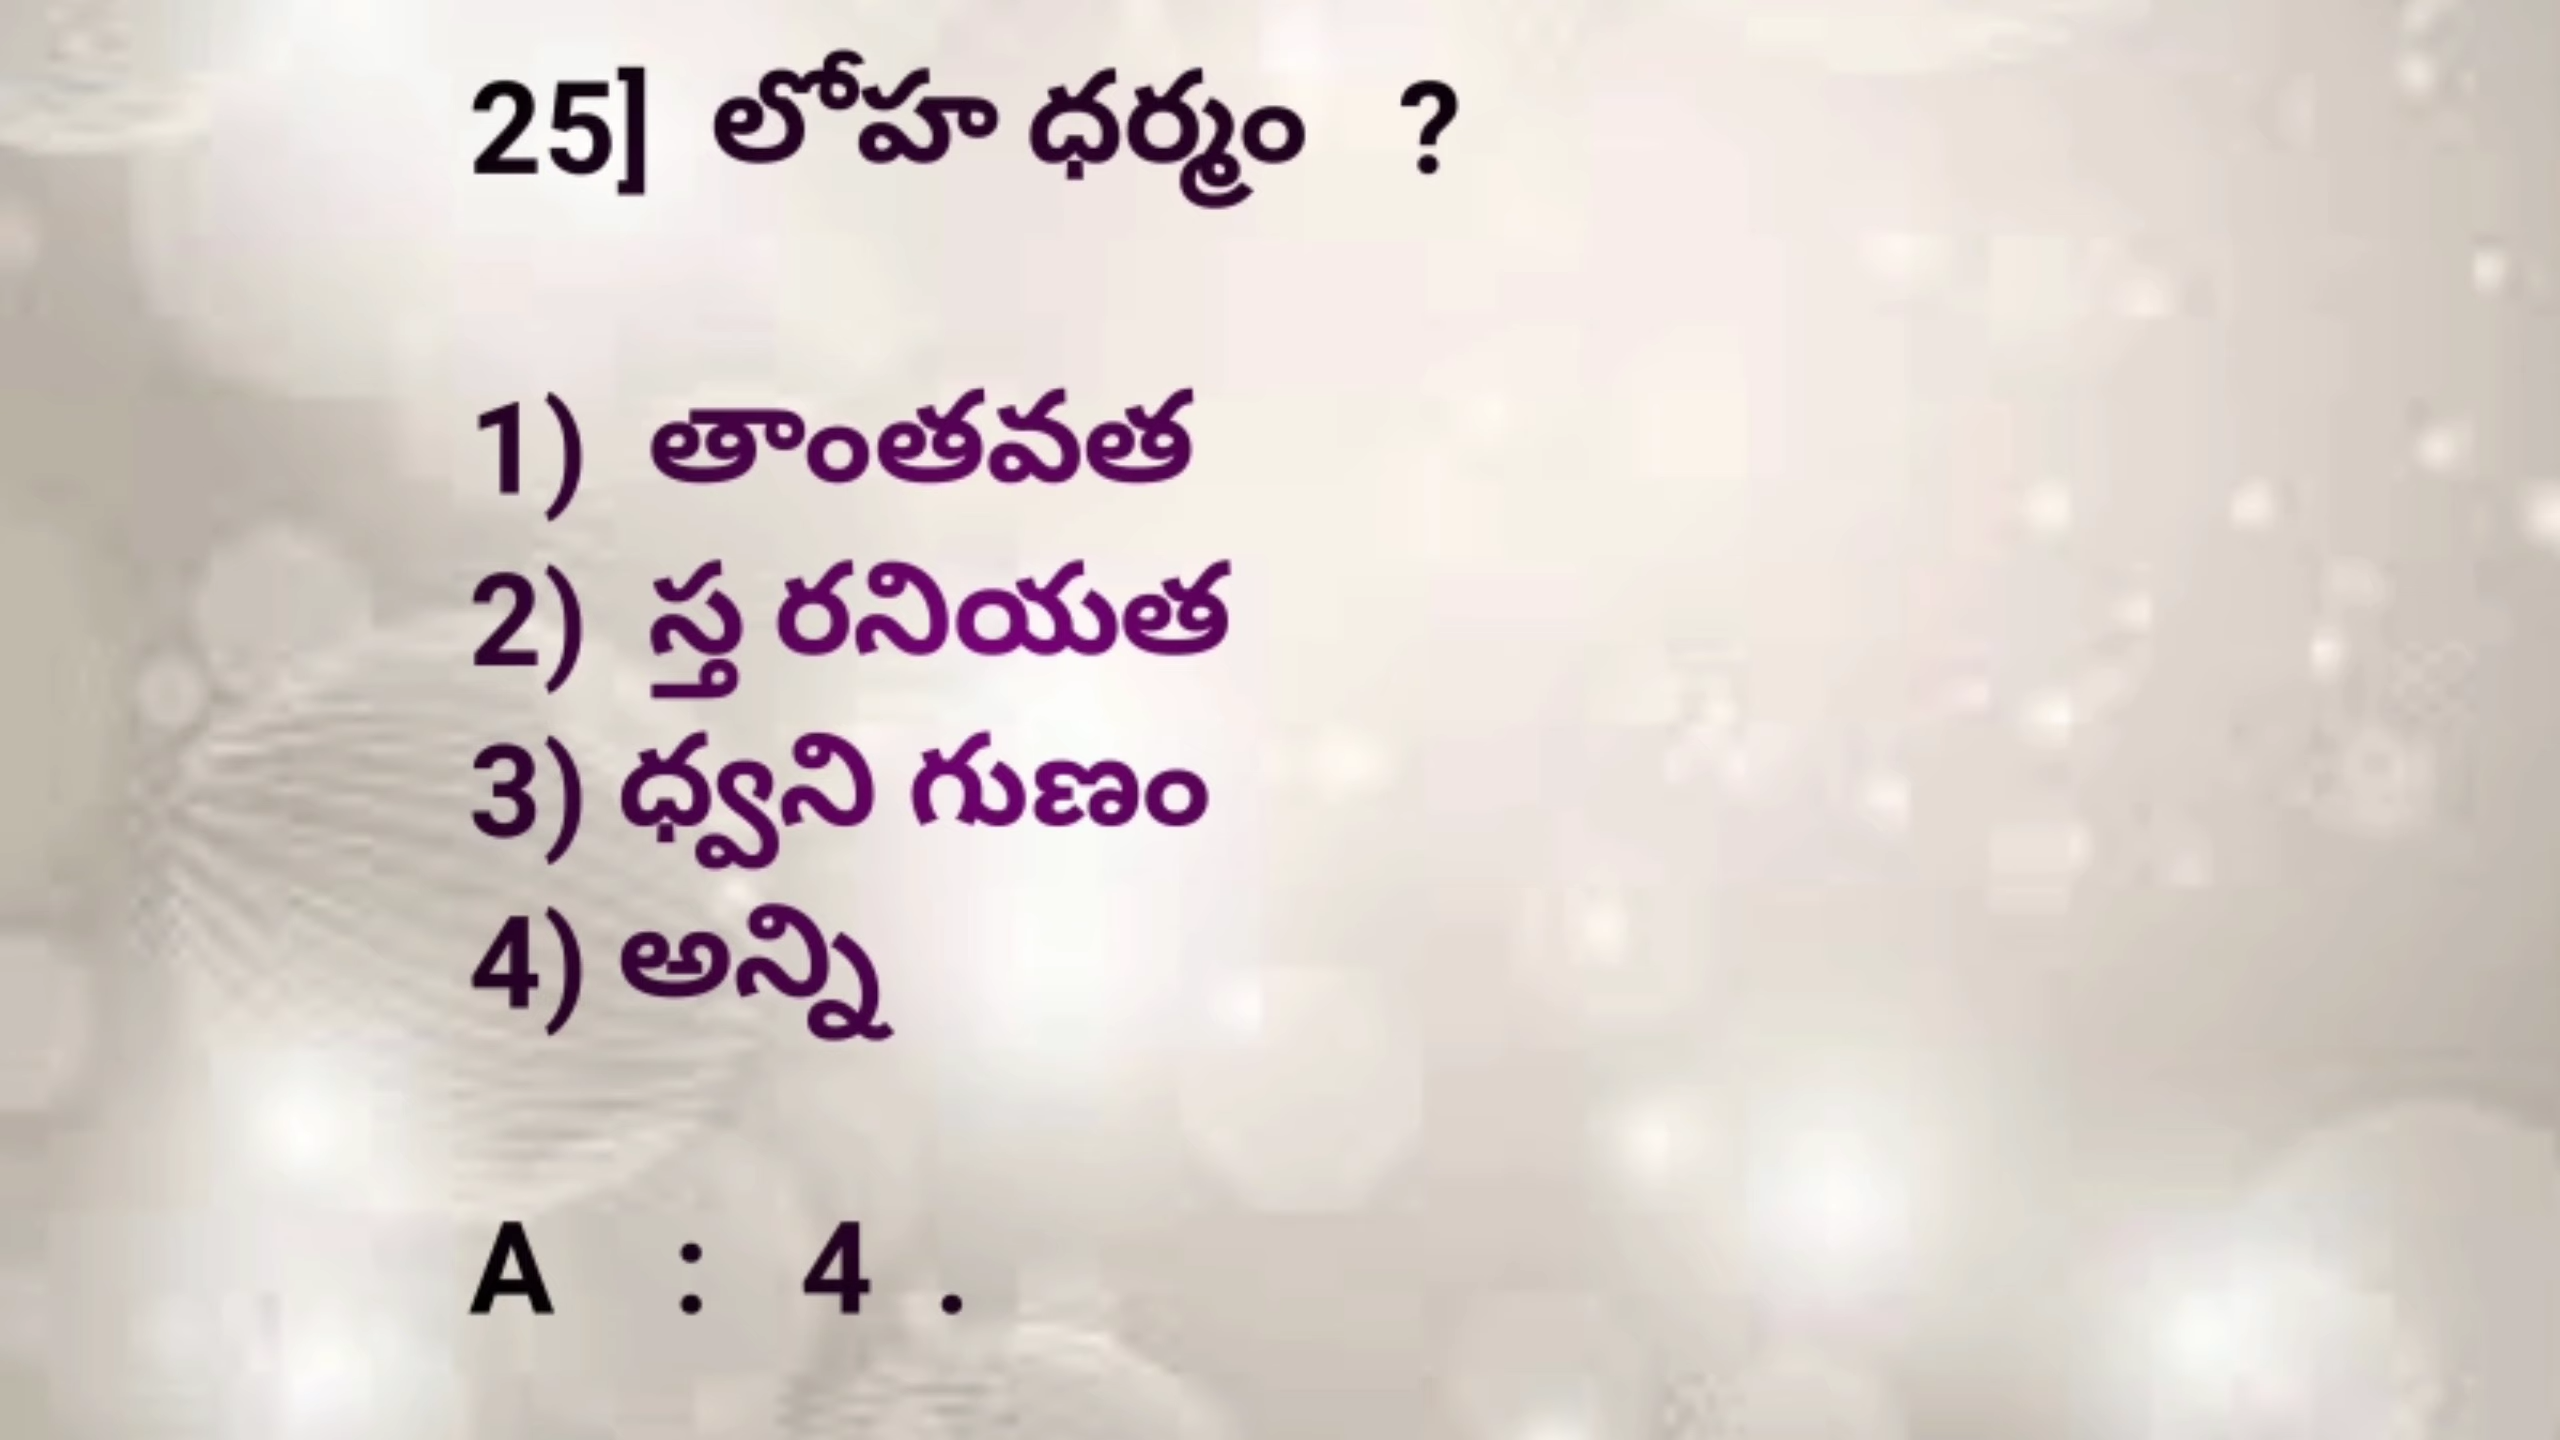 25] లోహ ధర్మం ?
1) తాంతవత
2) స్త రనియత
3) ధ్వని గుణం
4) అన్ని
A : 4 .